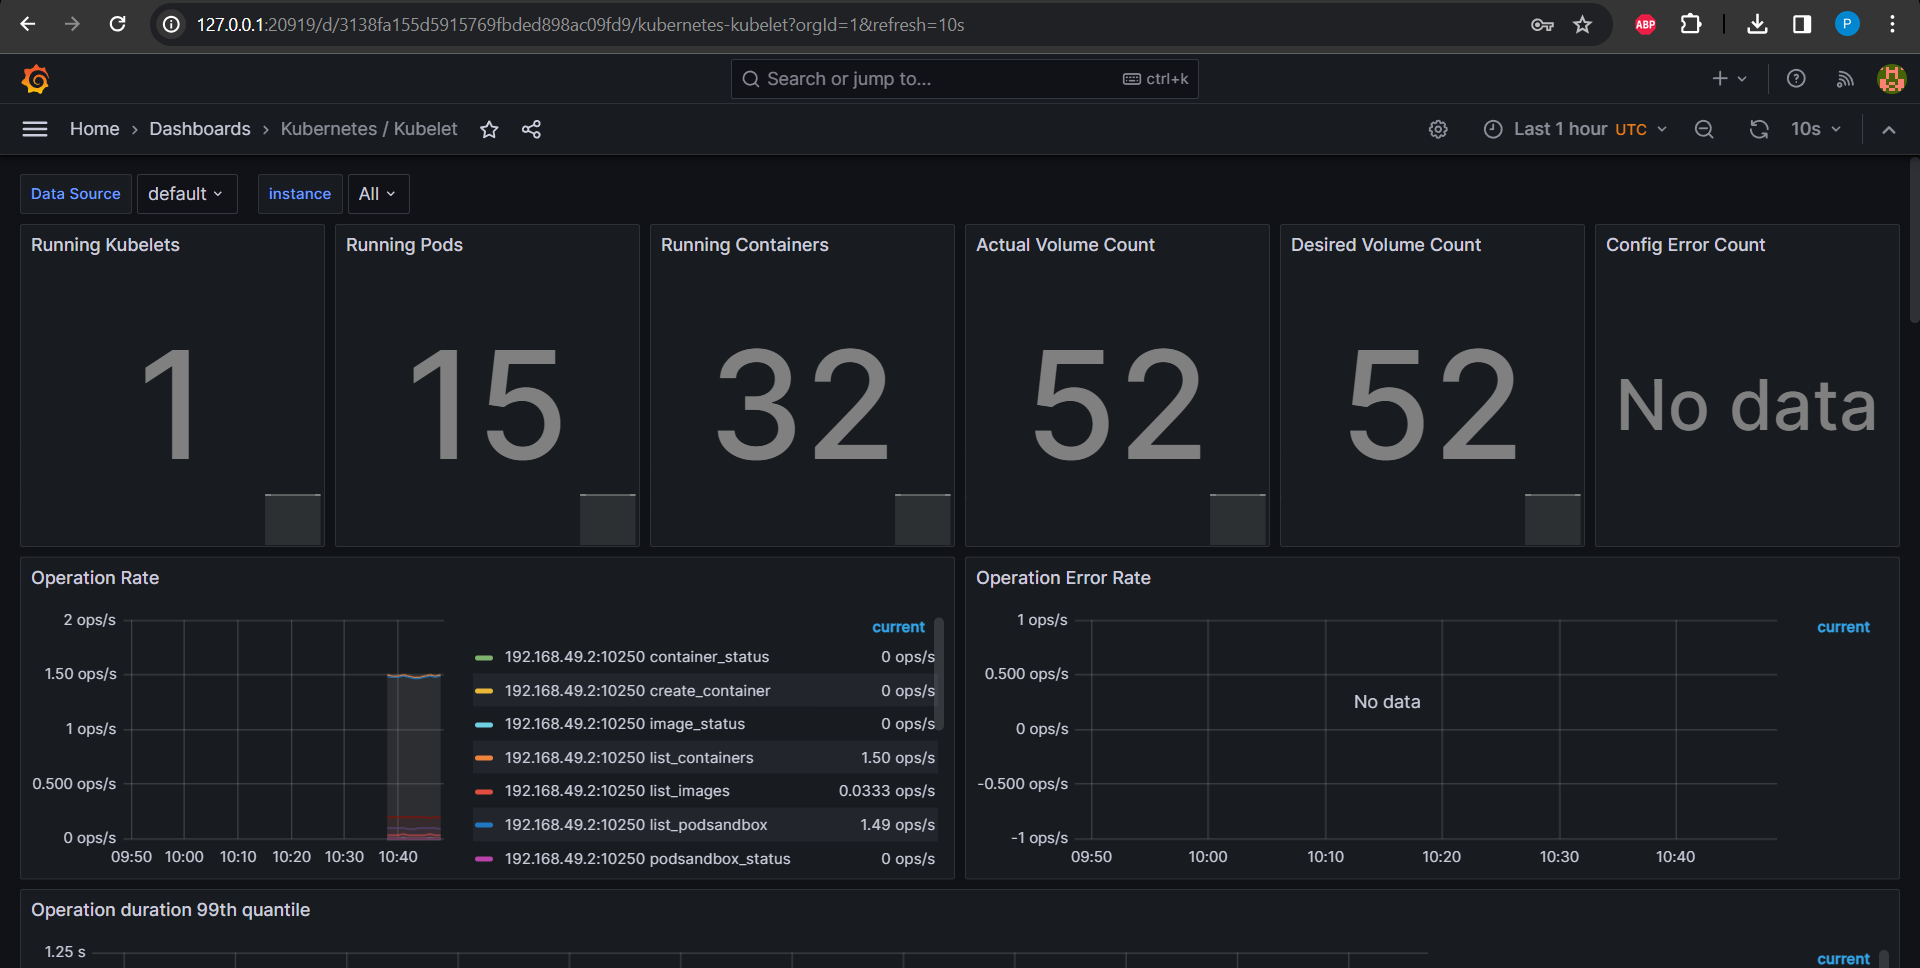 127.0.0.1:20919/d/3138fa155d5915769fbded898ac09fd9/kubernetes-kubelet?orgId=1&refresh=10s
ABP
P
Search or jump to...
ctrl+k
Home › Dashboards › Kubernetes / Kubelet
Last 1 hour UTC
10s
Data Source
default
instance
All
Running Kubelets
1
Running Pods
15
Running Containers
32
Actual Volume Count
52
Desired Volume Count
52
Config Error Count
No data
Operation Rate
2 ops/s
1.50 ops/s
1 ops/s
0.500 ops/s
0 ops/s
09:50 10:00 10:10 10:20 10:30 10:40
current
192.168.49.2:10250 container_status 0 ops/s
192.168.49.2:10250 create_container 0 ops/s
192.168.49.2:10250 image_status 0 ops/s
192.168.49.2:10250 list_containers 1.50 ops/s
192.168.49.2:10250 list_images 0.0333 ops/s
192.168.49.2:10250 list_podsandbox 1.49 ops/s
192.168.49.2:10250 podsandbox_status 0 ops/s
Operation Error Rate
1 ops/s
0.500 ops/s
0 ops/s
-0.500 ops/s
-1 ops/s
No data
09:50 10:00 10:10 10:20 10:30 10:40
current
Operation duration 99th quantile
1.25 s
current